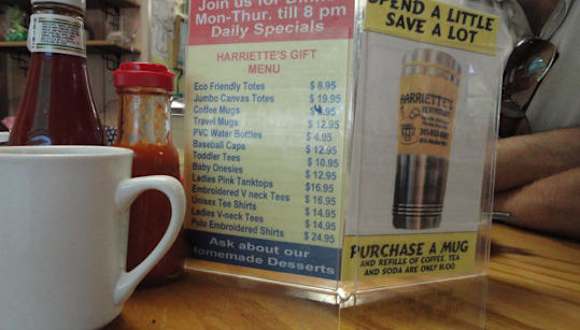 Join us for Dinner
Mon-Thur. till 8 pm
Daily Specials
HARRIETTE'S GIFT
MENU
Eco Friendly Totes $ 8.95
Jumbo Canvas Totes $ 19.95
Coffee Mugs .95
Travel Mugs $ 12.95
PVC Water Bottles $ 4.95
Baseball Caps $ 12.95
Toddler Tees $ 10.95
Baby Onesies $ 12.95
Ladies Pink Tanktops $16.95
Embroidered V neck Tees $ 16.95
Unisex Tee Shirts $ 14.95
Ladies V-neck Tees $ 14.95
Polo Embroidered Shirts $ 24.95
Ask about our
Homemade Desserts
SPEND A LITTLE
SAVE A LOT
HARRIETTE'S
PURCHASE A MUG
AND REFILLS OF COFFEE, TEA
AND SODA ARE ONLY $1.00